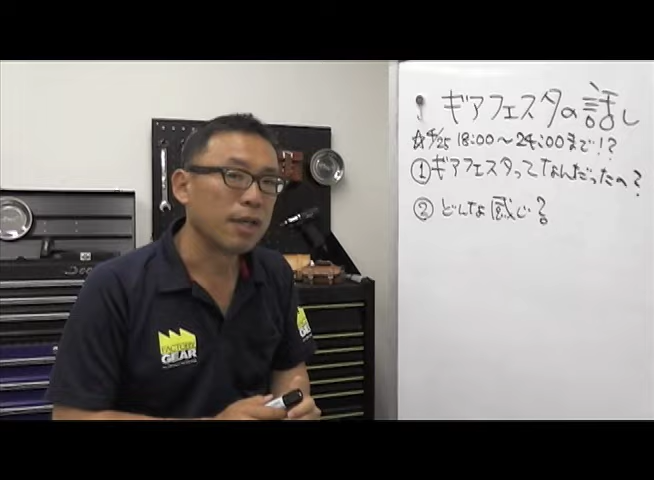 ギアフェスタの話し
☆4/25 18:00〜24:00まで!?
①ギアフェスタってなんだったの?
②どんな感じ?
FACTORY
GEAR